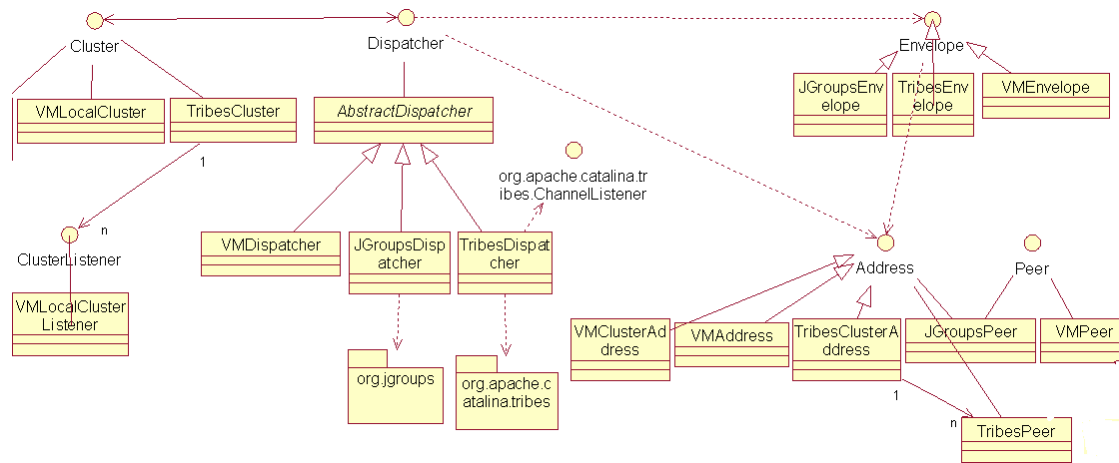 Cluster
Dispatcher
Envelope
VMLocalCluster
TribesCluster
AbstractDispatcher
JGroupsEnv
elope
TribesEnv
elope
VMEnvelope
1
org.apache.catalina.tr
ibes.ChannelListener
n
ClusterListener
VMDispatcher
JGroupsDisp
atcher
TribesDispat
cher
Address
Peer
VMLocalCluster
Listener
VMClusterAd
dress
VMAddress
TribesClusterA
ddress
JGroupsPeer
VMPeer
org.jgroups
org.apache.c
atalina.tribes
1
n
TribesPeer